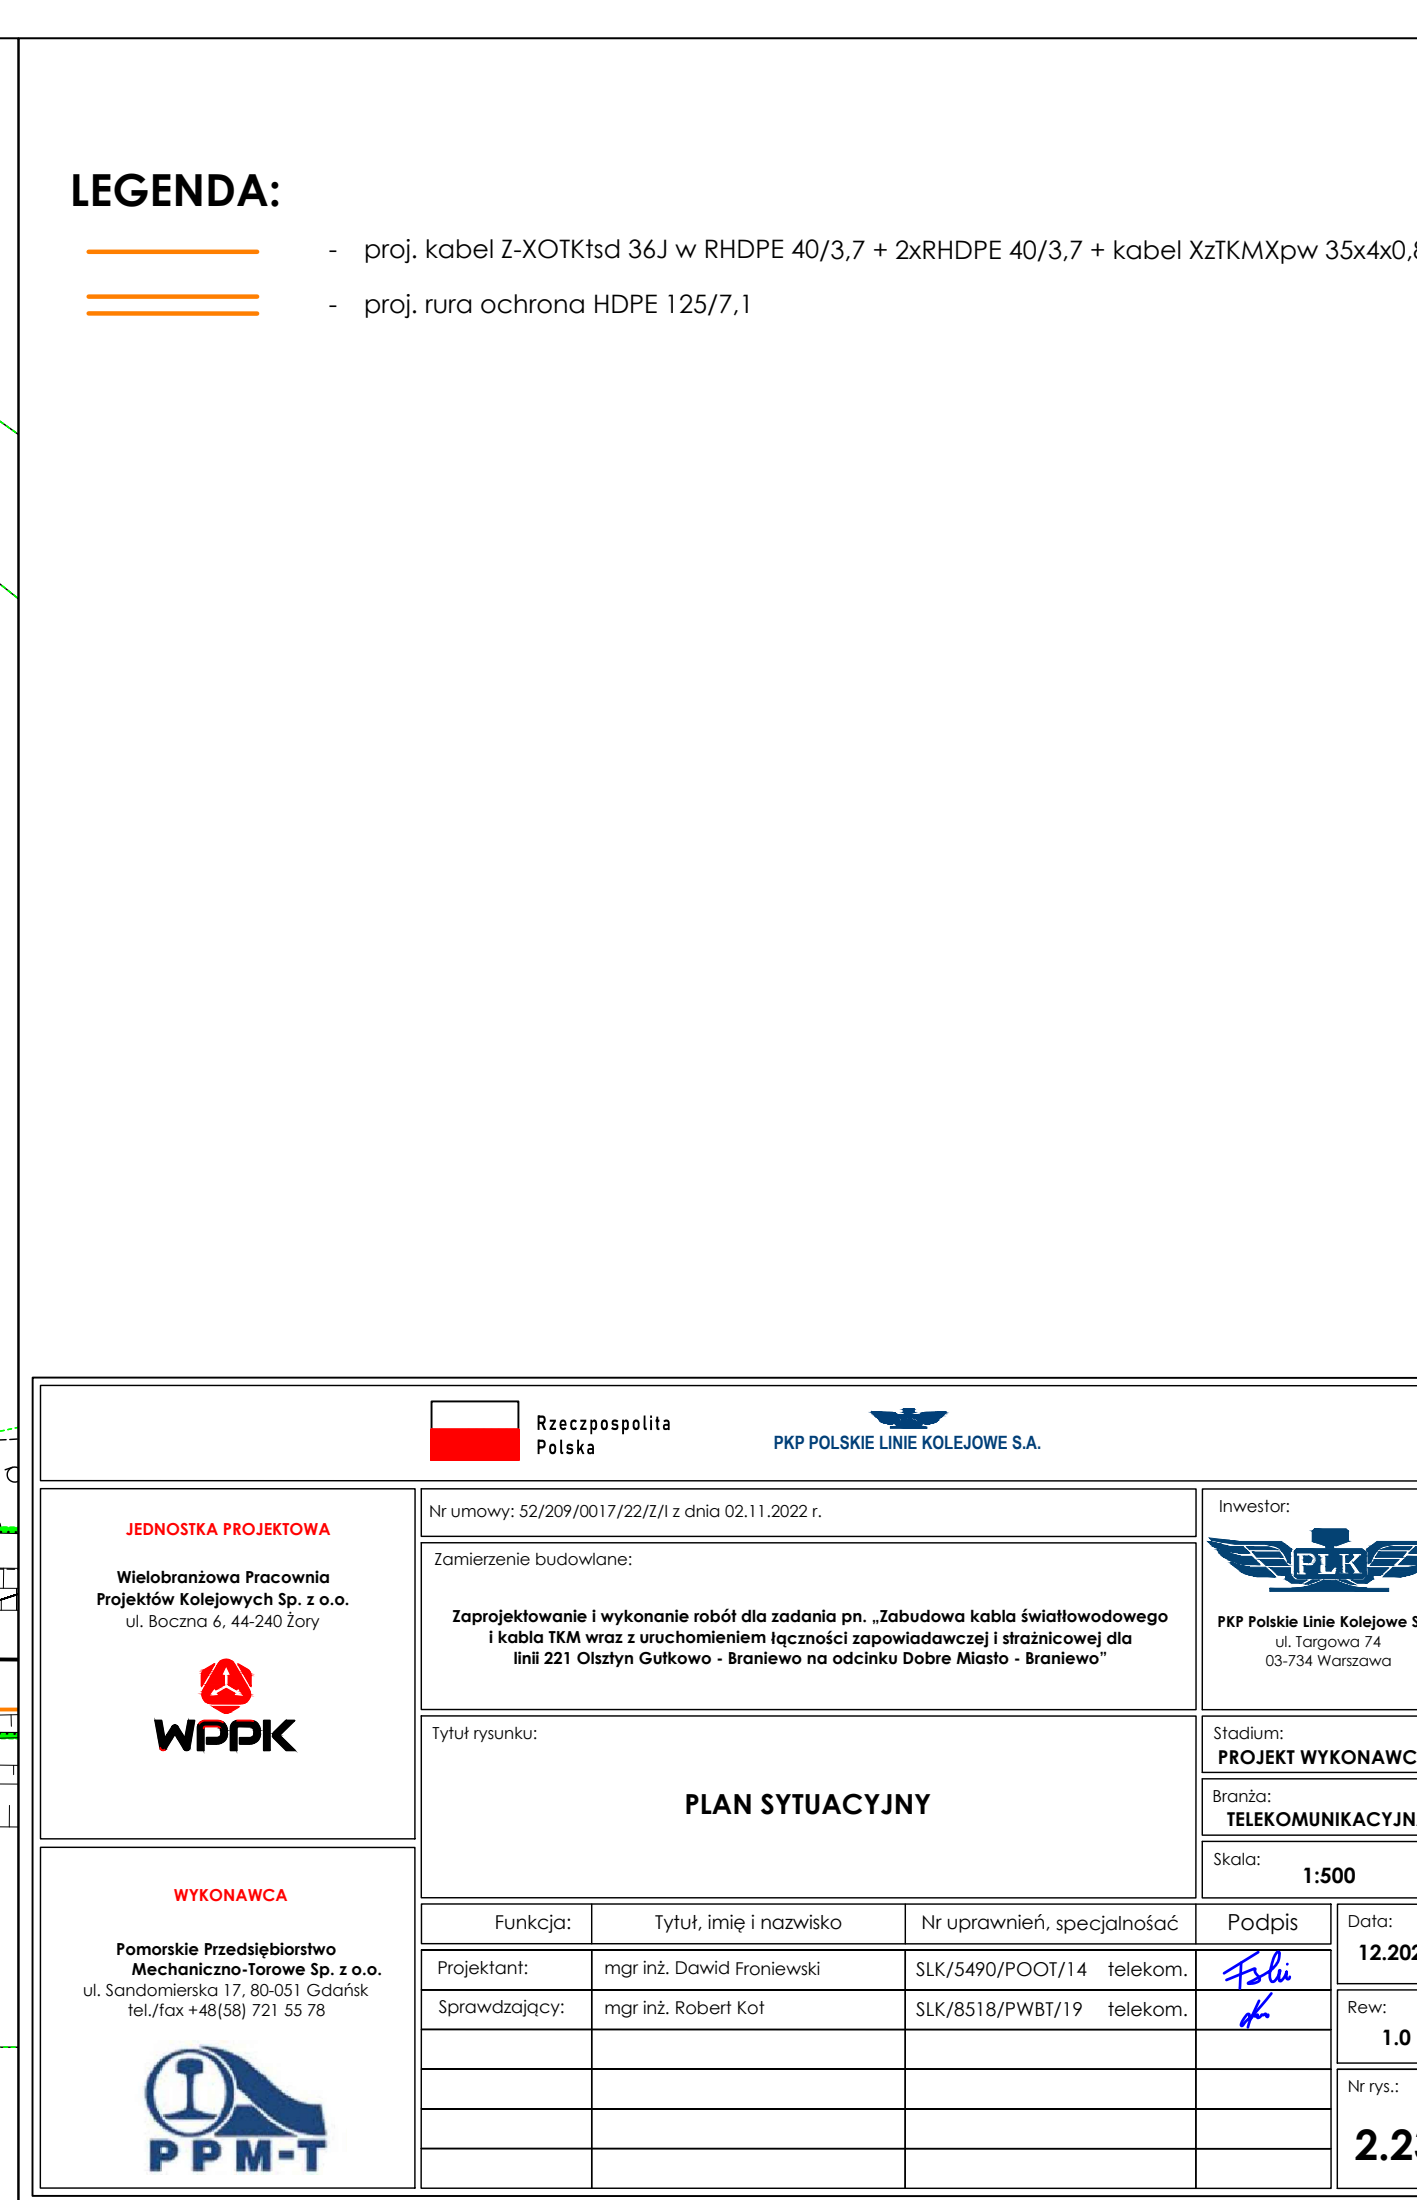 LEGENDA:
- proj. kabel Z-XOTKtsd 36J w RHDPE 40/3,7 + 2xRHDPE 40/3,7 + kabel XzTKMXpw 35x4x0,8
- proj. rura ochrona HDPE 125/7,1
Rzeczpospolita
Polska
PKP POLSKIE LINIE KOLEJOWE S.A.
JEDNOSTKA PROJEKTOWA
Wielobranżowa Pracownia
Projektów Kolejowych Sp. z o.o.
ul. Boczna 6, 44-240 Żory
WPPK
WYKONAWCA
Pomorskie Przedsiębiorstwo
Mechaniczno-Torowe Sp. z o.o.
ul. Sandomierska 17, 80-051 Gdańsk
tel./fax +48(58) 721 55 78
PPM-T
Nr umowy: 52/209/0017/22/Z/I z dnia 02.11.2022 r.
Zamierzenie budowlane:
Zaprojektowanie i wykonanie robót dla zadania pn. „Zabudowa kabla światłowodowego
i kabla TKM wraz z uruchomieniem łączności zapowiadawczej i strażnicowej dla
linii 221 Olsztyn Gutkowo - Braniewo na odcinku Dobre Miasto - Braniewo”
Tytuł rysunku:
PLAN SYTUACYJNY
Inwestor:
PLK
PKP Polskie Linie Kolejowe S
ul. Targowa 74
03-734 Warszawa
Stadium:
PROJEKT WYKONAWC
Branża:
TELEKOMUNIKACYJN
Skala:
1:500
Funkcja: Tytuł, imię i nazwisko Nr uprawnień, specjalnośać Podpis
Projektant: mgr inż. Dawid Froniewski SLK/5490/POOT/14 telekom.
Sprawdzający: mgr inż. Robert Kot SLK/8518/PWBT/19 telekom.
Data:
12.202
Rew:
1.0
Nr rys.:
2.2